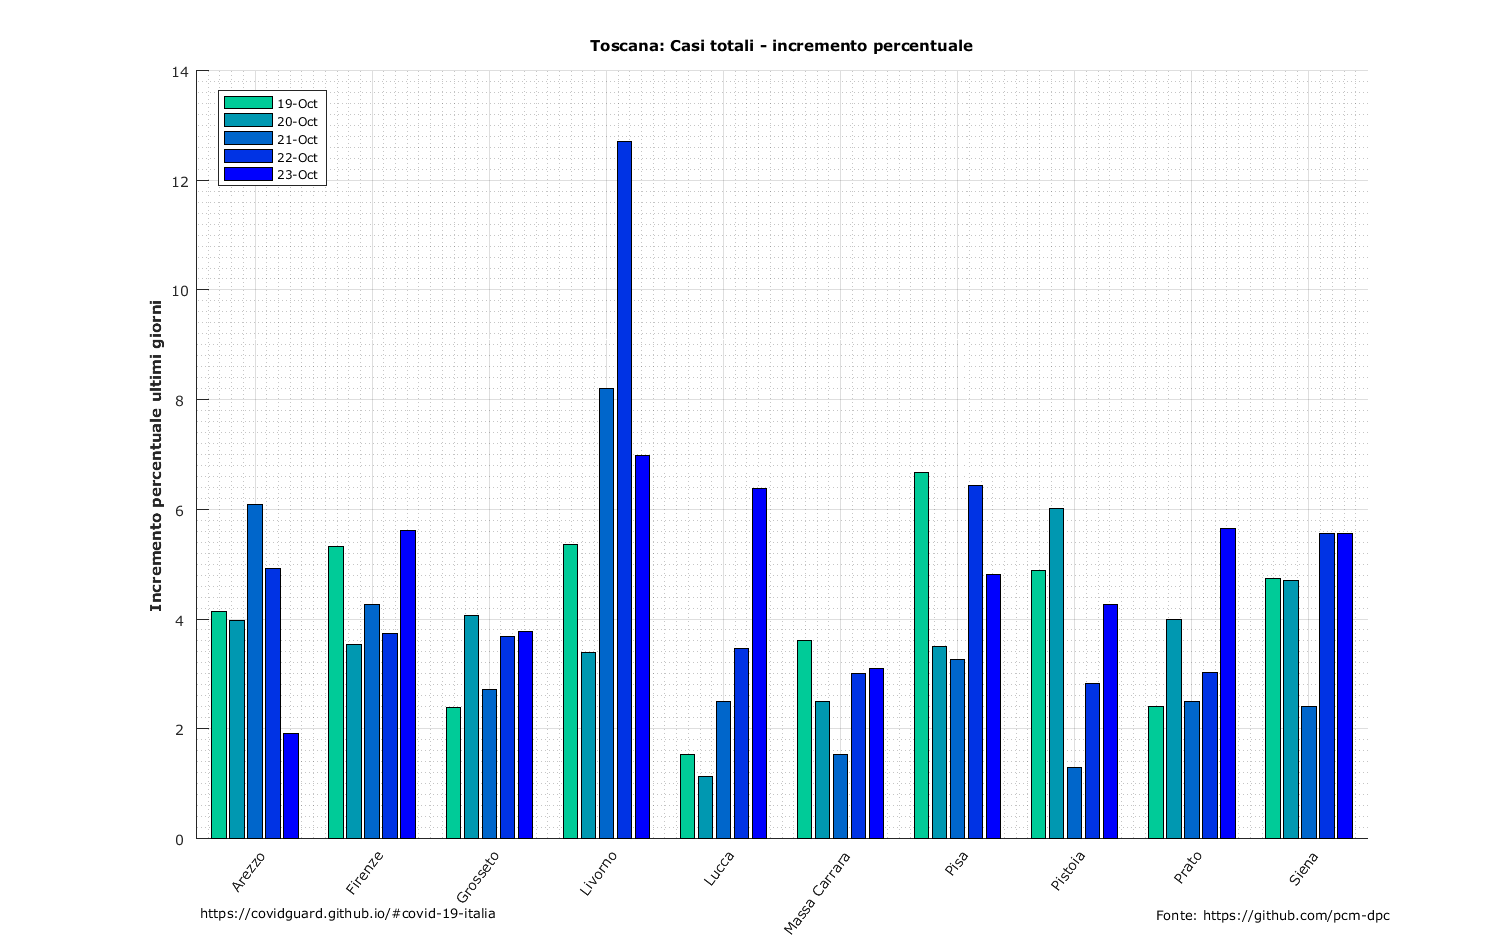 Toscana: Casi totali - incremento percentuale
14
12
10
8
6
4
2
0
Incremento percentuale ultimi giorni
19-Oct
20-Oct
21-Oct
22-Oct
23-Oct
Arezzo
Firenze
Grosseto
Livorno
Lucca
Massa Carrara
Pisa
Pistoia
Prato
Siena
https://covidguard.github.io/#covid-19-italia
Fonte: https://github.com/pcm-dpc